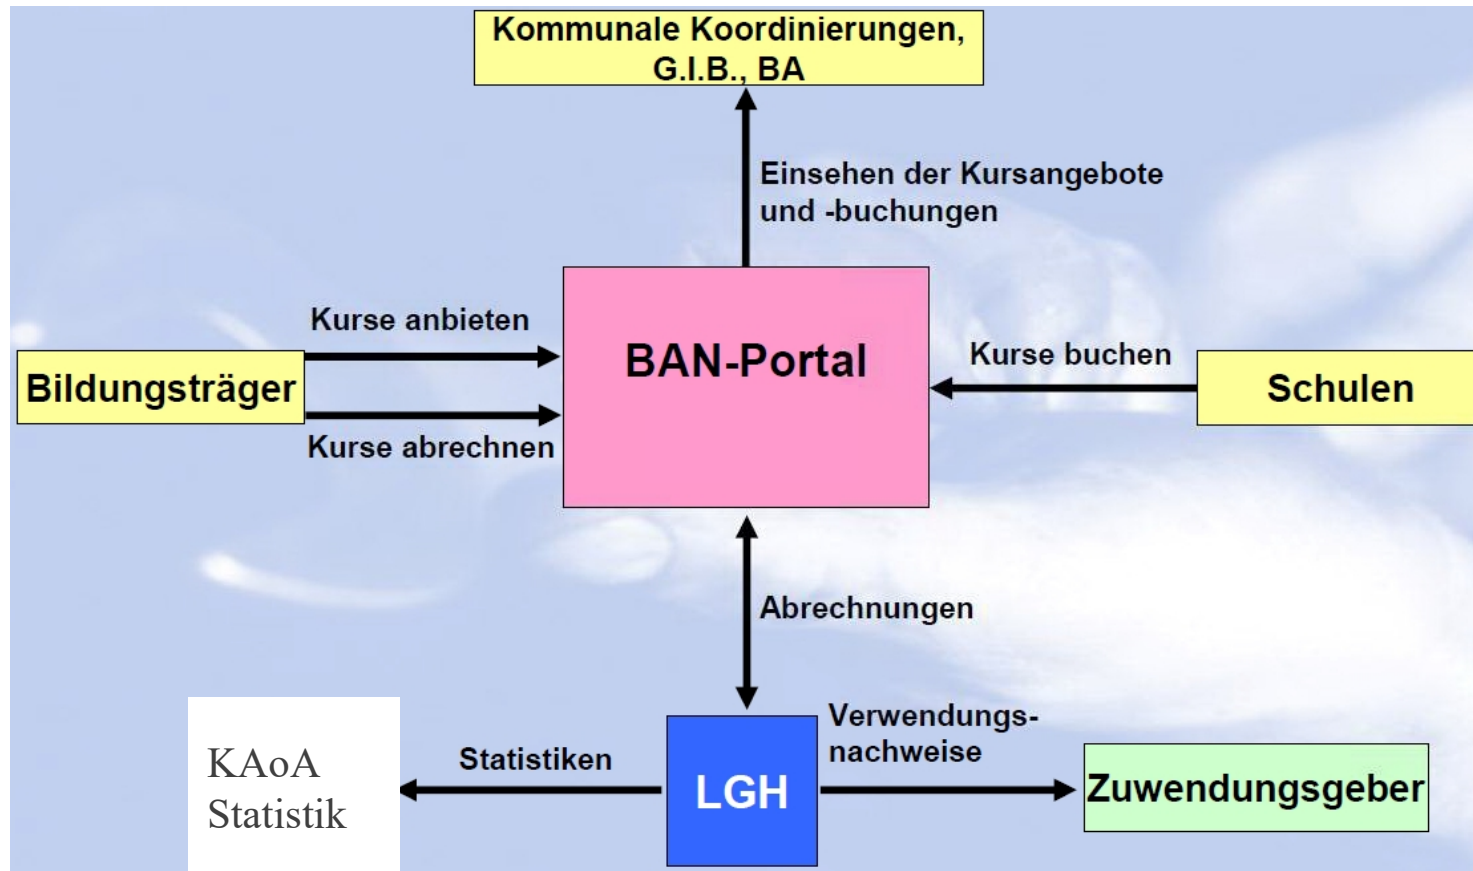 Kommunale Koordinierungen,
G.I.B., BA
Einsehen der Kursangebote
und -buchungen
Kurse anbieten
BAN-Portal
Kurse buchen
Bildungsträger
Schulen
Kurse abrechnen
Abrechnungen
Verwendungs-
nachweise
KAoA
Statistik
Statistiken
LGH
Zuwendungsgeber